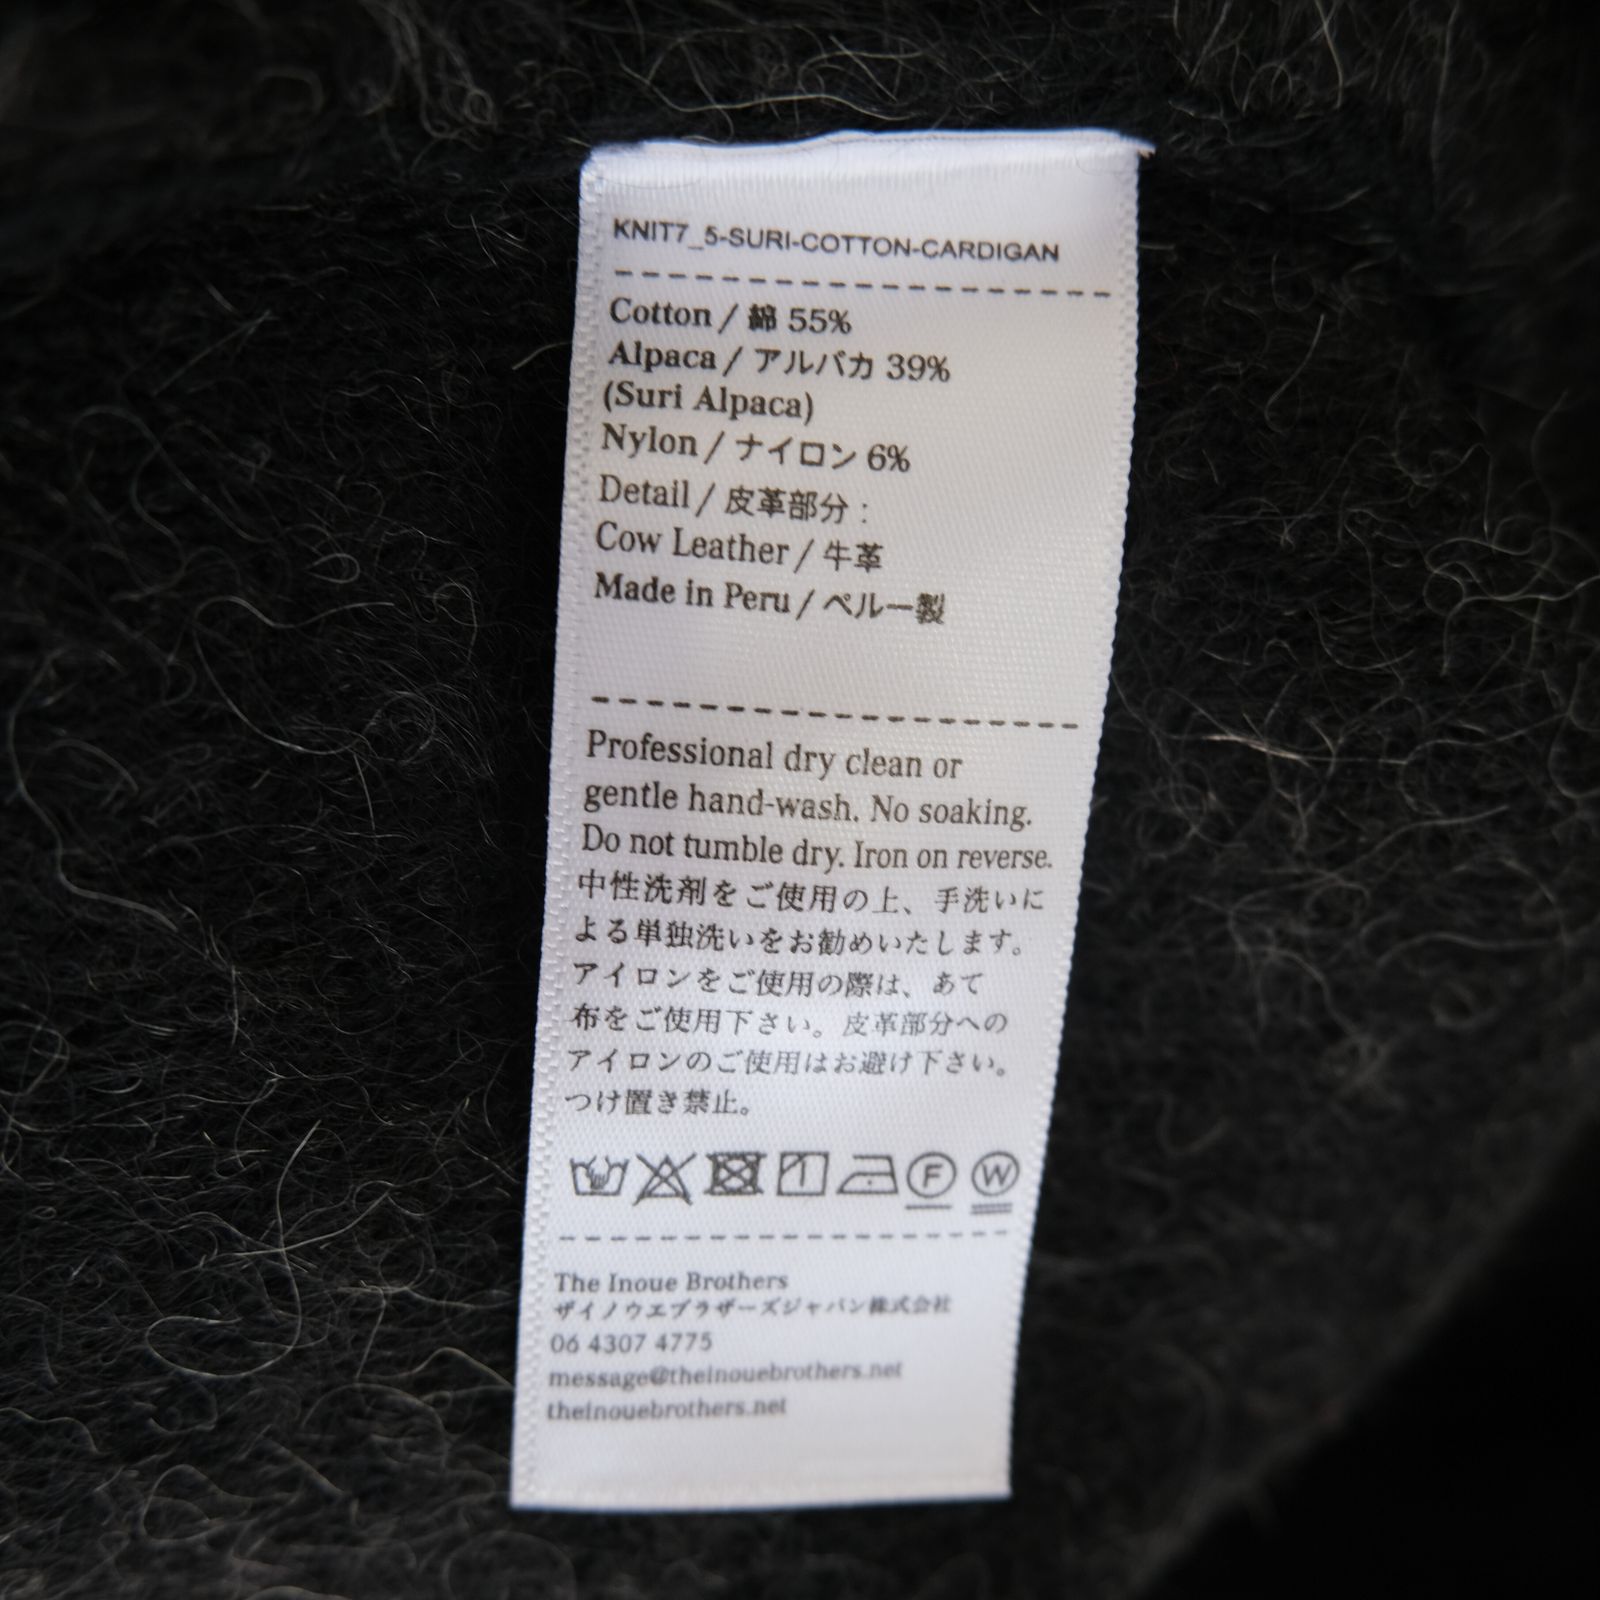 KNIT7_5-SURI-COTTON-CARDIGAN
Cotton / 綿 55%
Alpaca / アルパカ 39%
(Suri Alpaca)
Nylon / ナイロン 6%
Detail / 皮革部分 :
Cow Leather / 牛革
Made in Peru / ペルー製
Professional dry clean or
gentle hand-wash. No soaking.
Do not tumble dry. Iron on reverse.
中性洗剤をご使用の上、手洗いに
よる単独洗いをお勧めいたします。
アイロンをご使用の際は、あて
布をご使用下さい。皮革部分への
アイロンのご使用はお避け下さい。
つけ置き禁止。
F W
The Inoue Brothers
ザイノウエブラザーズジャパン株式会社
06 4307 4775
message@theinouebrothers.net
theinouebrothers.net